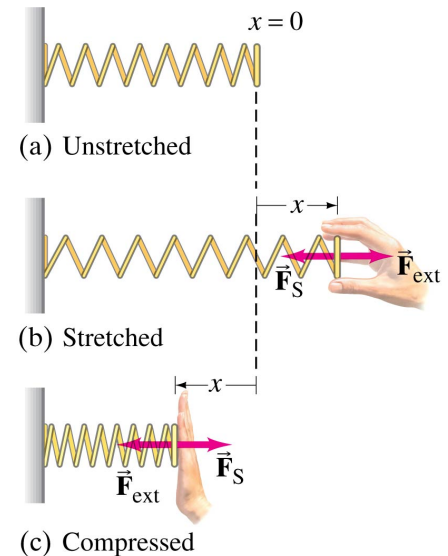 x = 0
(a) Unstretched
x
F⃗S
F⃗ext
(b) Stretched
x
F⃗ext
F⃗S
(c) Compressed